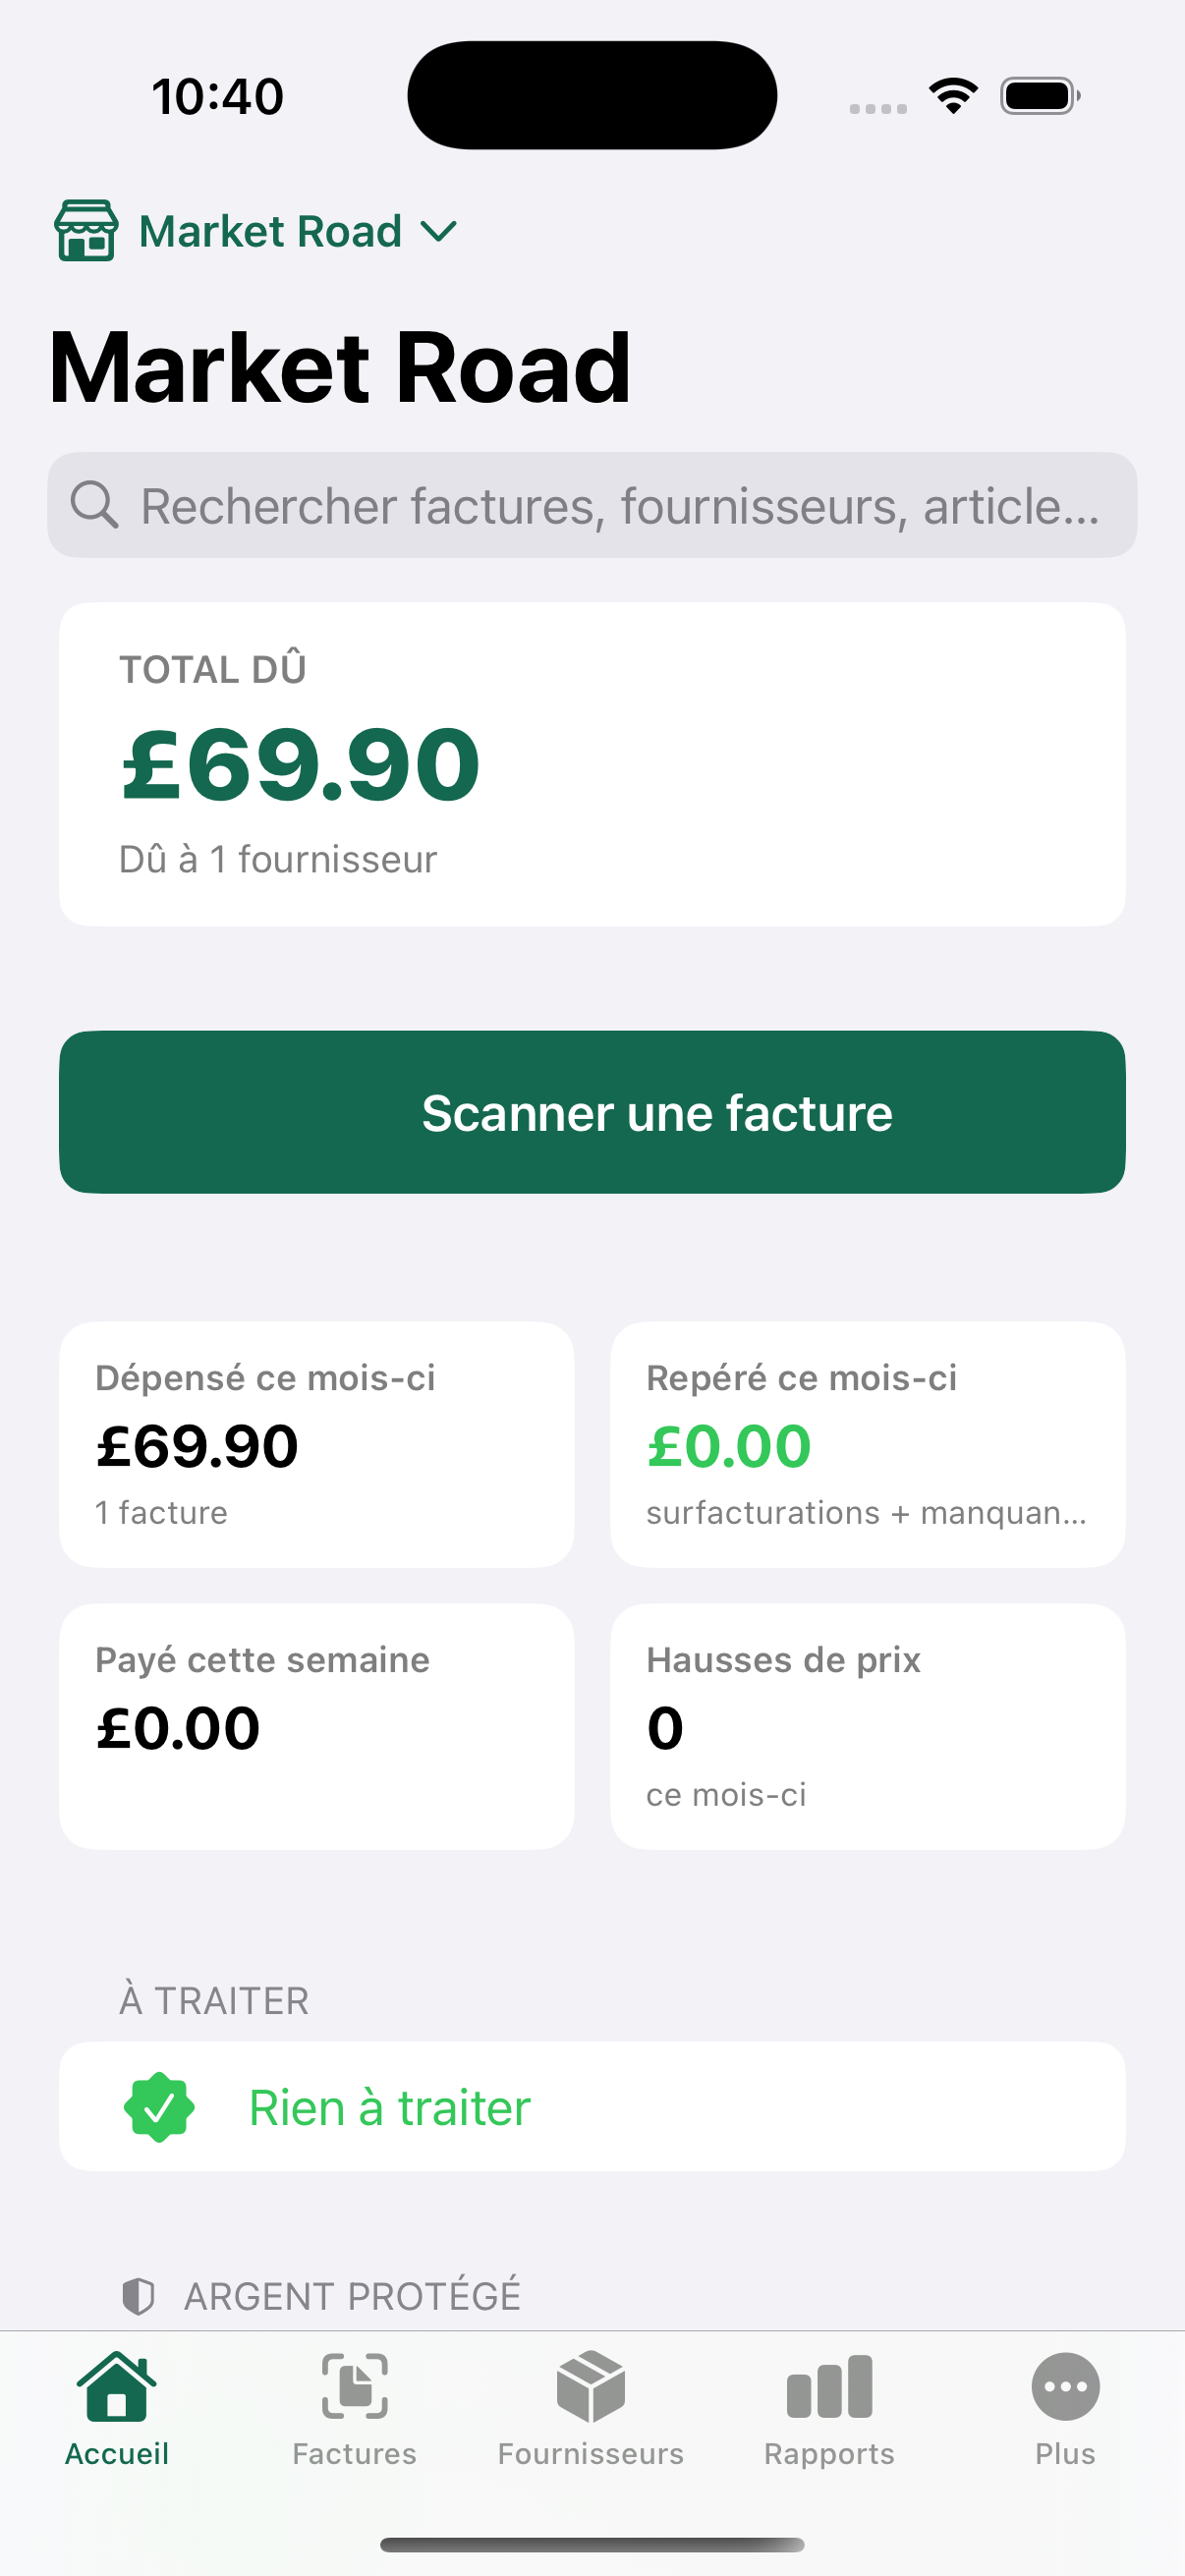 10:40
Market Road
Market Road
Rechercher factures, fournisseurs, article...
TOTAL DÛ
£69.90
Dû à 1 fournisseur
Scanner une facture
Dépensé ce mois-ci
£69.90
1 facture
Repéré ce mois-ci
£0.00
surfacturations + manquan...
Payé cette semaine
£0.00
Hausses de prix
0
ce mois-ci
À TRAITER
Rien à traiter
ARGENT PROTÉGÉ
Accueil
Factures
Fournisseurs
Rapports
Plus